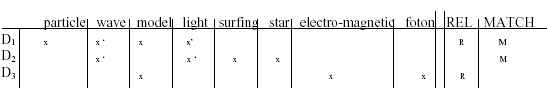 particle wave model light surfing star electro-magnetic foton REL MATCH
D1 x x * x x* R M
D2 x * x * x x M
D3 x x x R